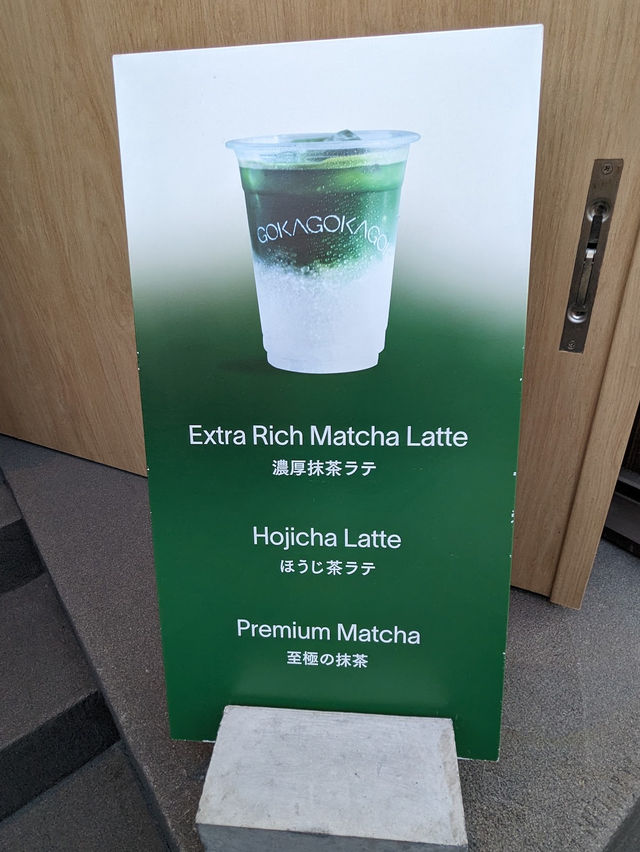 GOKAGOKAGO
Extra Rich Matcha Latte
濃厚抹茶ラテ
Hojicha Latte
ほうじ茶ラテ
Premium Matcha
至極の抹茶